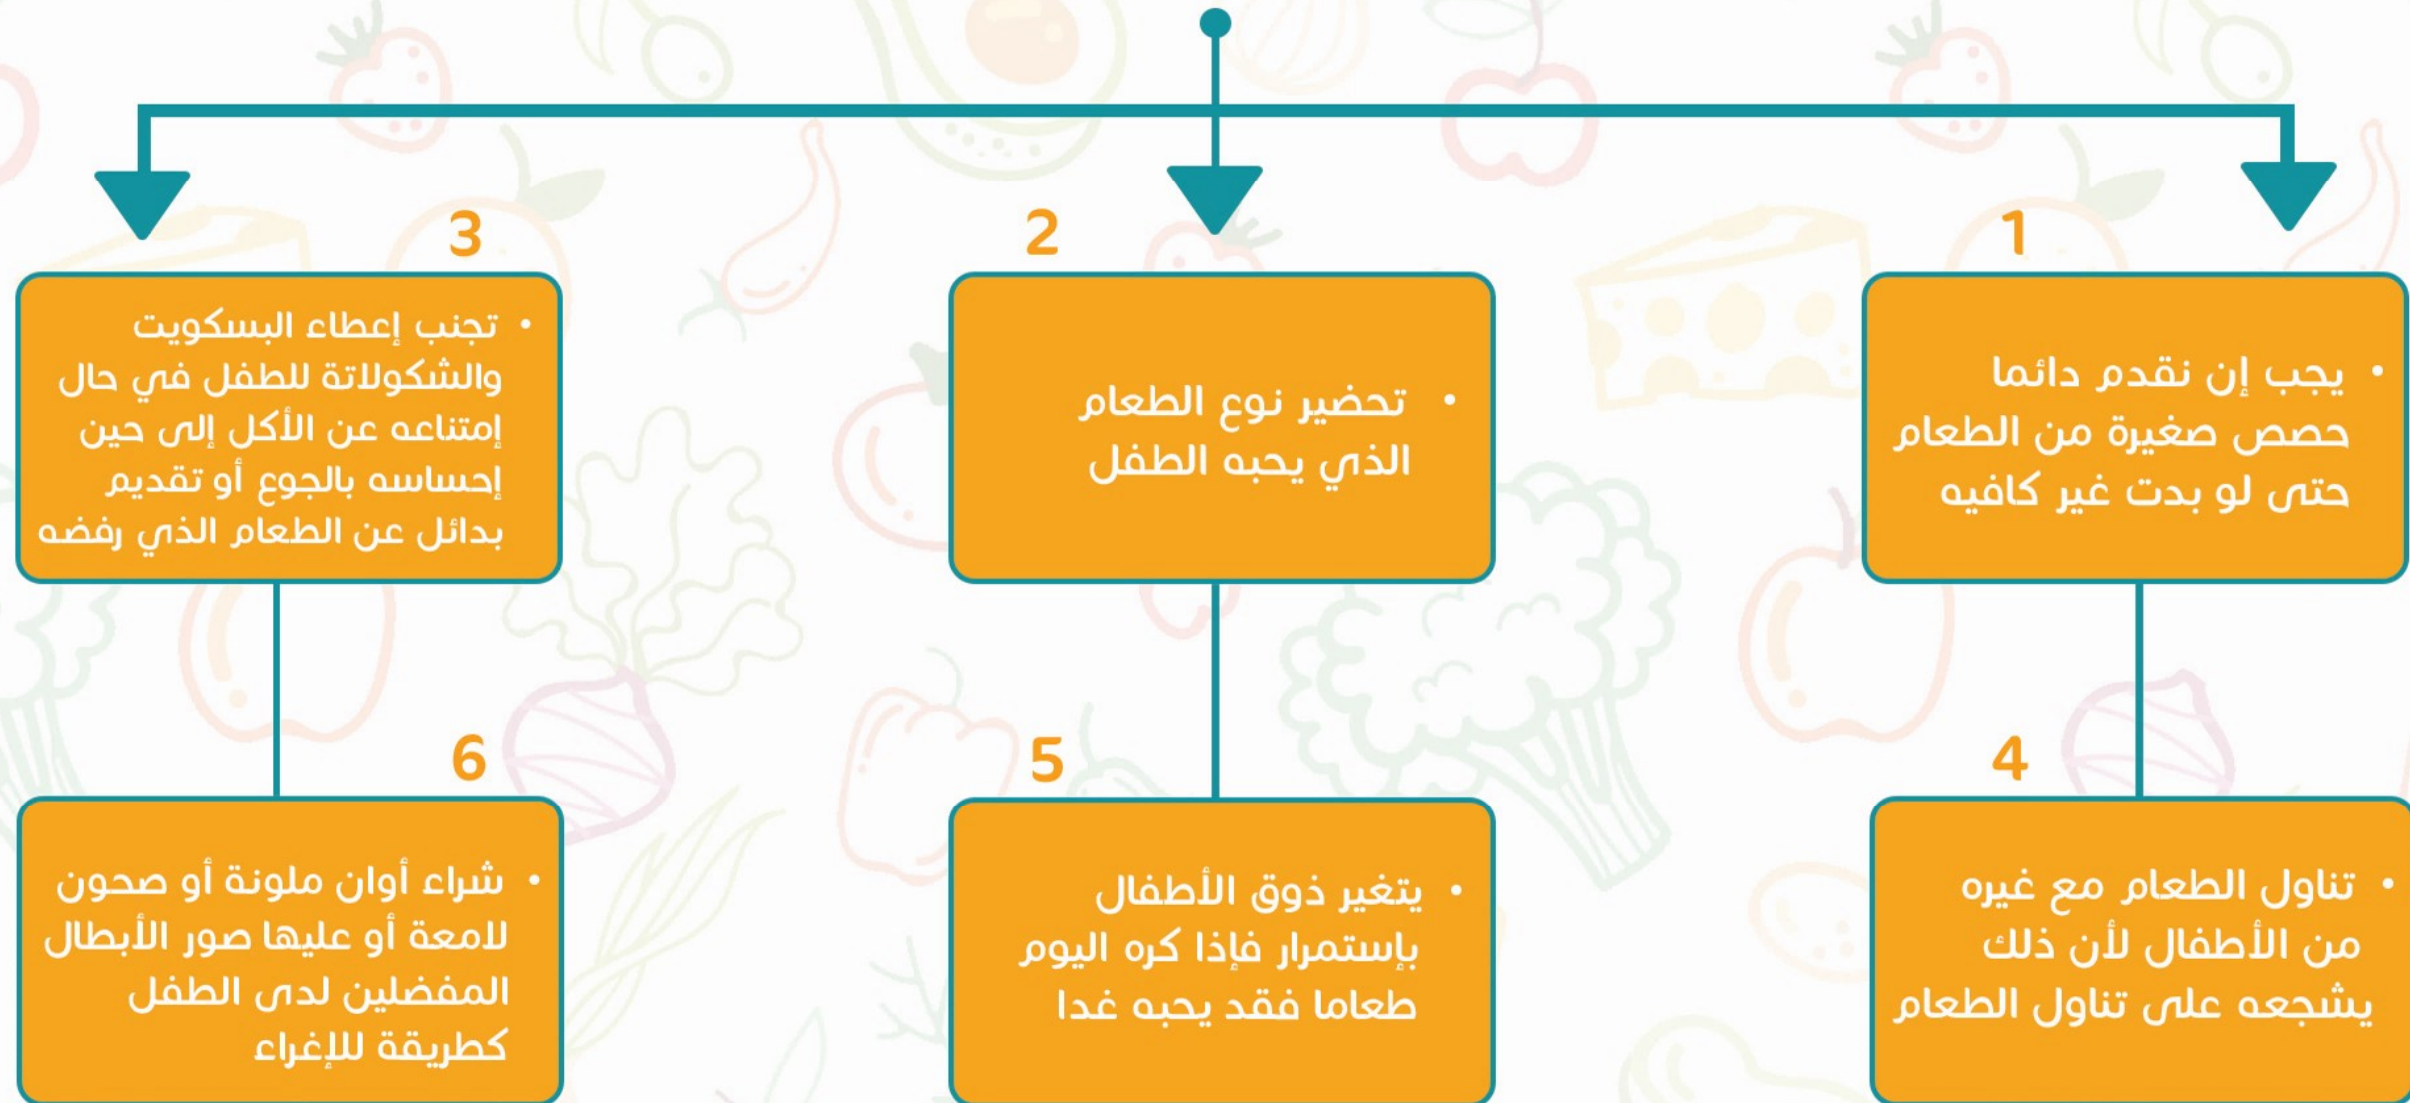 1
• يجب إن نقدم دائما
حصص صغيرة من الطعام
حتى لو بدت غير كافيه
2
• تحضير نوع الطعام
الذي يحبه الطفل
3
• تجنب إعطاء البسكويت
والشكولاتة للطفل في حال
إمتناعه عن الأكل إلى حين
إحساسه بالجوع أو تقديم
بدائل عن الطعام الذي رفضه
4
• تناول الطعام مع غيره
من الأطفال لأن ذلك
يشجعه على تناول الطعام
5
• يتغير ذوق الأطفال
بإستمرار فإذا كره اليوم
طعاما فقد يحبه غدا
6
• شراء أوان ملونة أو صحون
لامعة أو عليها صور الأبطال
المفضلين لدى الطفل
كطريقة للإغراء